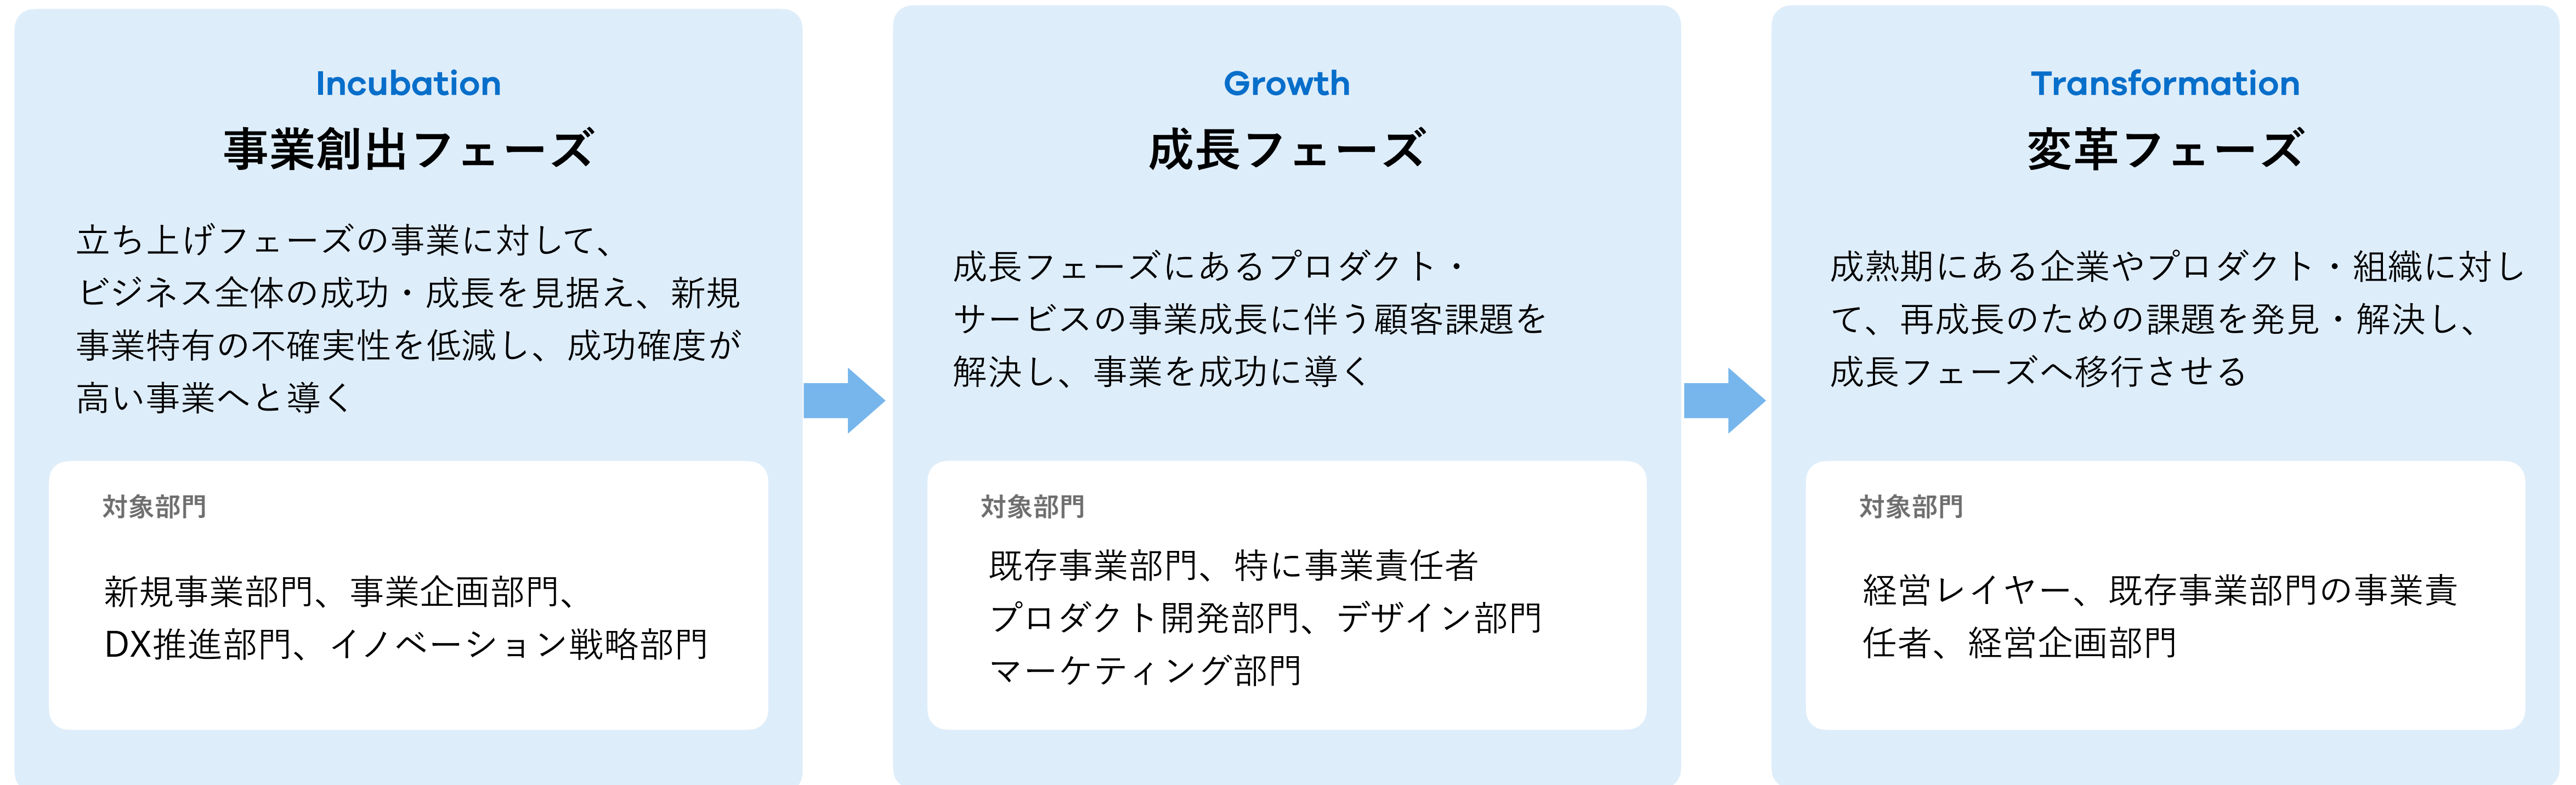 Incubation
事業創出フェーズ
立ち上げフェーズの事業に対して、
ビジネス全体の成功・成長を見据え、新規
事業特有の不確実性を低減し、成功確度が
高い事業へと導く
対象部門
新規事業部門、事業企画部門、
DX推進部門、イノベーション戦略部門
Growth
成長フェーズ
成長フェーズにあるプロダクト・
サービスの事業成長に伴う顧客課題を
解決し、事業を成功に導く
対象部門
既存事業部門、特に事業責任者
プロダクト開発部門、デザイン部門
マーケティング部門
Transformation
変革フェーズ
成熟期にある企業やプロダクト・組織に対し
て、再成長のための課題を発見・解決し、
成長フェーズへ移行させる
対象部門
経営レイヤー、既存事業部門の事業責
任者、経営企画部門